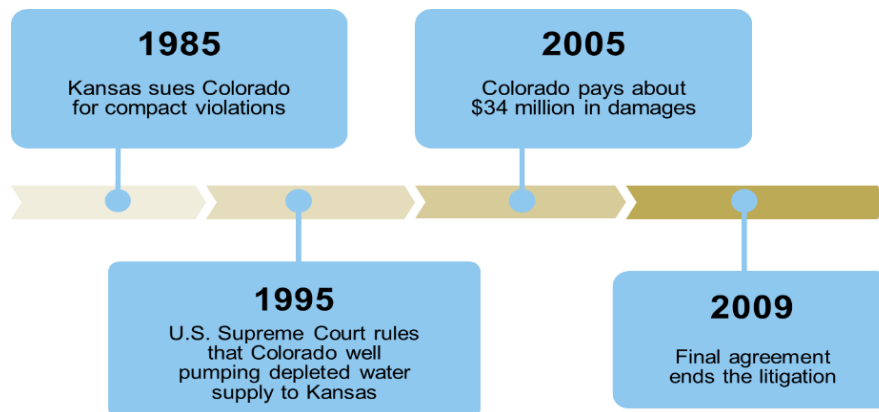 1985
Kansas sues Colorado
for compact violations
2005
Colorado pays about
$34 million in damages
1995
U.S. Supreme Court rules
that Colorado well
pumping depleted water
supply to Kansas
2009
Final agreement
ends the litigation